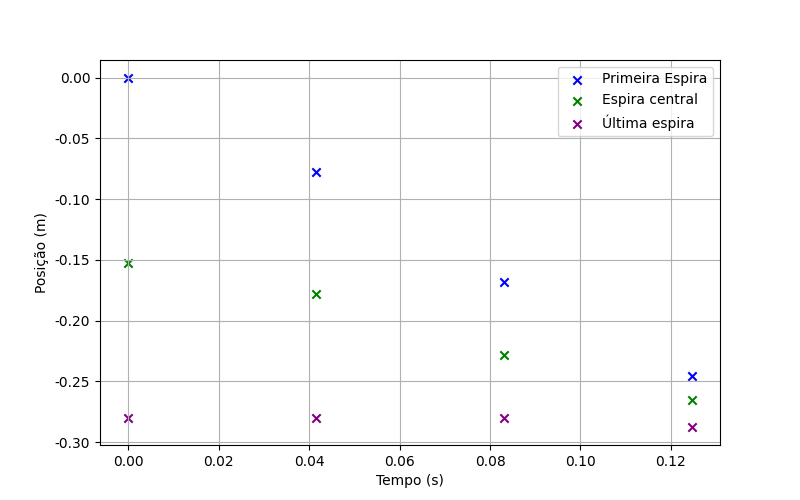 Primeira Espira
Espira central
Última espira
Posição (m)
0.00
-0.05
-0.10
-0.15
-0.20
-0.25
-0.30
0.00 0.02 0.04 0.06 0.08 0.10 0.12
Tempo (s)